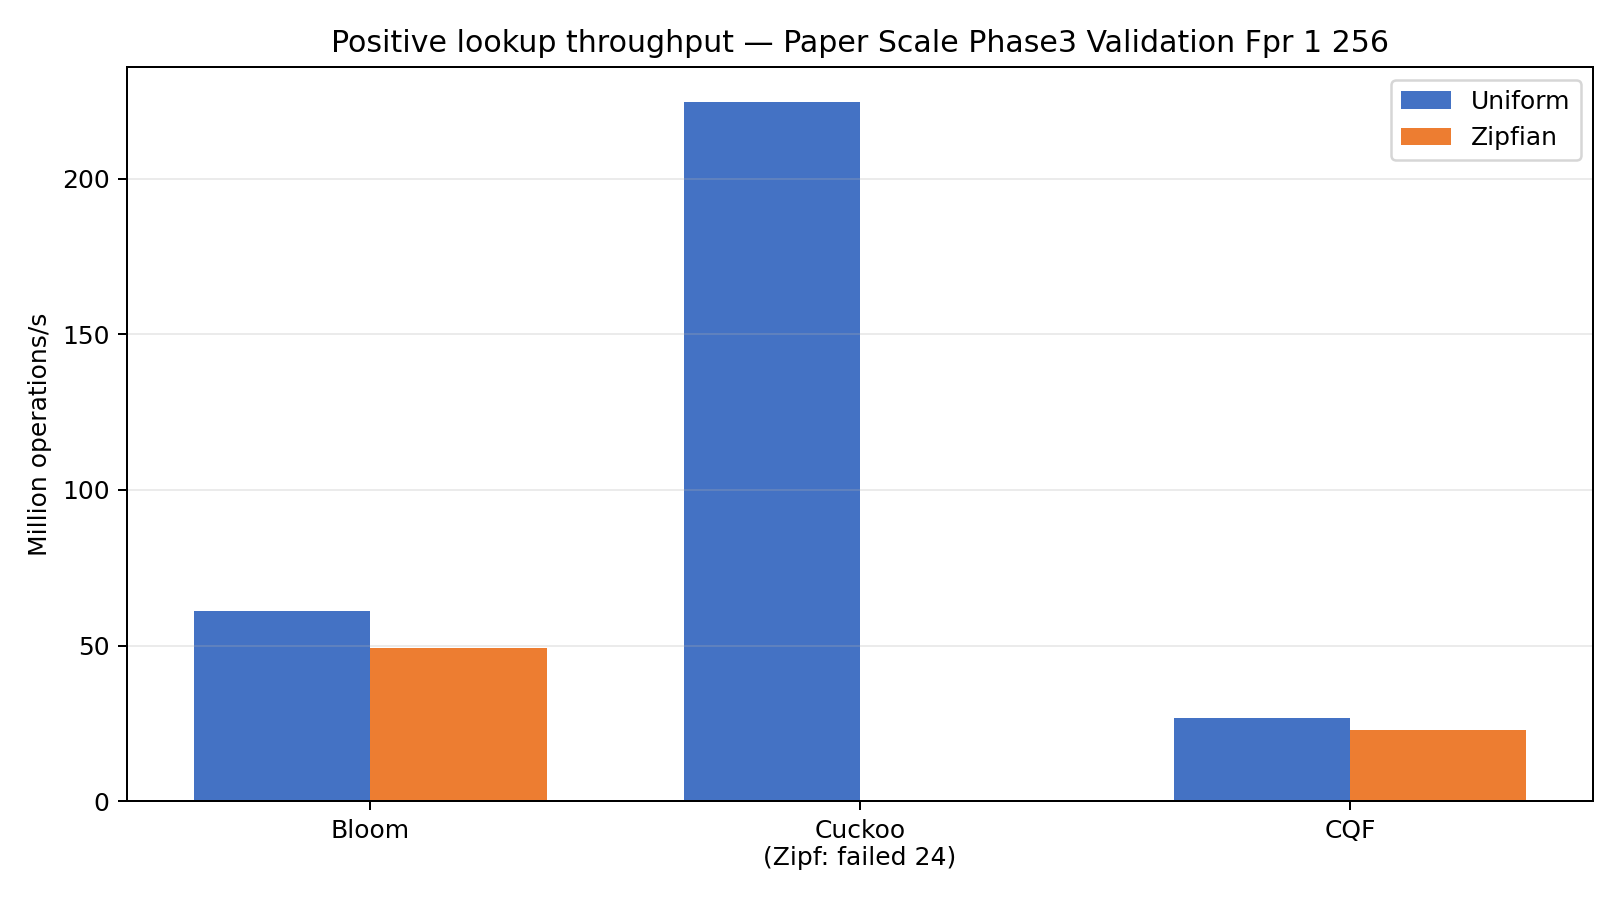 Positive lookup throughput — Paper Scale Phase3 Validation Fpr 1 256
Uniform
Zipfian
Million operations/s
200
150
100
50
0
Bloom
Cuckoo
(Zipf: failed 24)
CQF